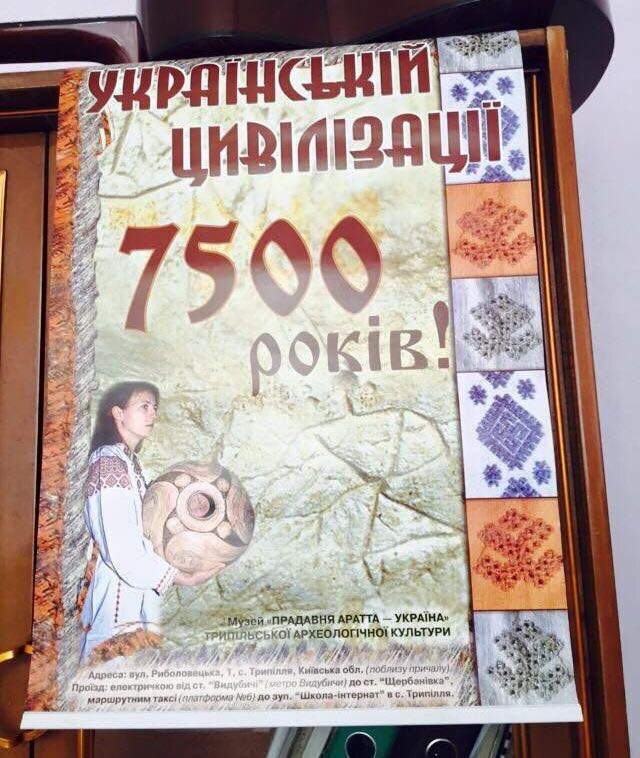 УКРАЇНСЬКІЙ
ЦИВІЛІЗАЦІЇ
7500
років!
Музей «ПРАДАВНЯ АРАТТА — УКРАЇНА»
ТРИПІЛЬСЬКОЇ АРХЕОЛОГІЧНОЇ КУЛЬТУРИ
Адреса: вул. Риболовецька, 1, с. Трипілля, Київська обл. (поблизу причалу).
Проїзд: електричкою від ст. "Видубичі" (метро Видубичи) до ст. "Щербанівка",
маршрутним таксі (платформа №6) до зуп. "Школа-інтернат" в с. Трипілля.